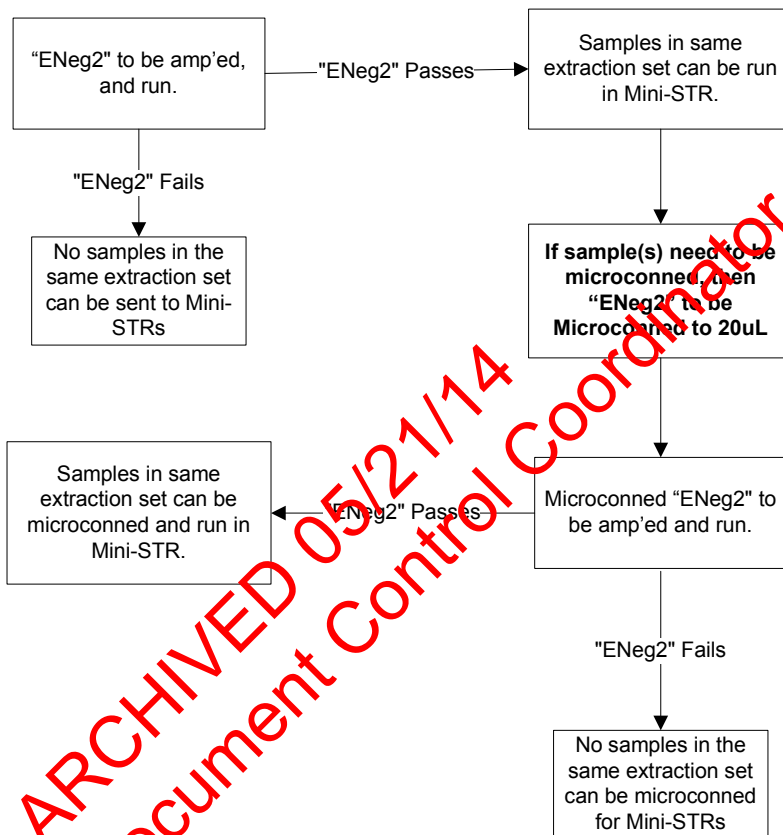 “ENeg2" to be amp’ed,
and run.
"ENeg2" Passes
Samples in same
extraction set can be run
in Mini-STR.
"ENeg2" Fails
No samples in the
same extraction set
can be sent to Mini-
STRs
If sample(s) need to be
microconned, then
“ENeg2” to be
Microconned to 20uL
Samples in same
extraction set can be
microconned and run in
Mini-STR.
"ENeg2" Passes
Microconned “ENeg2" to
be amp’ed and run.
"ENeg2" Fails
No samples in the
same extraction set
can be microconned
for Mini-STRs
ARCHIVED 05/21/14
Document Control Coordinator